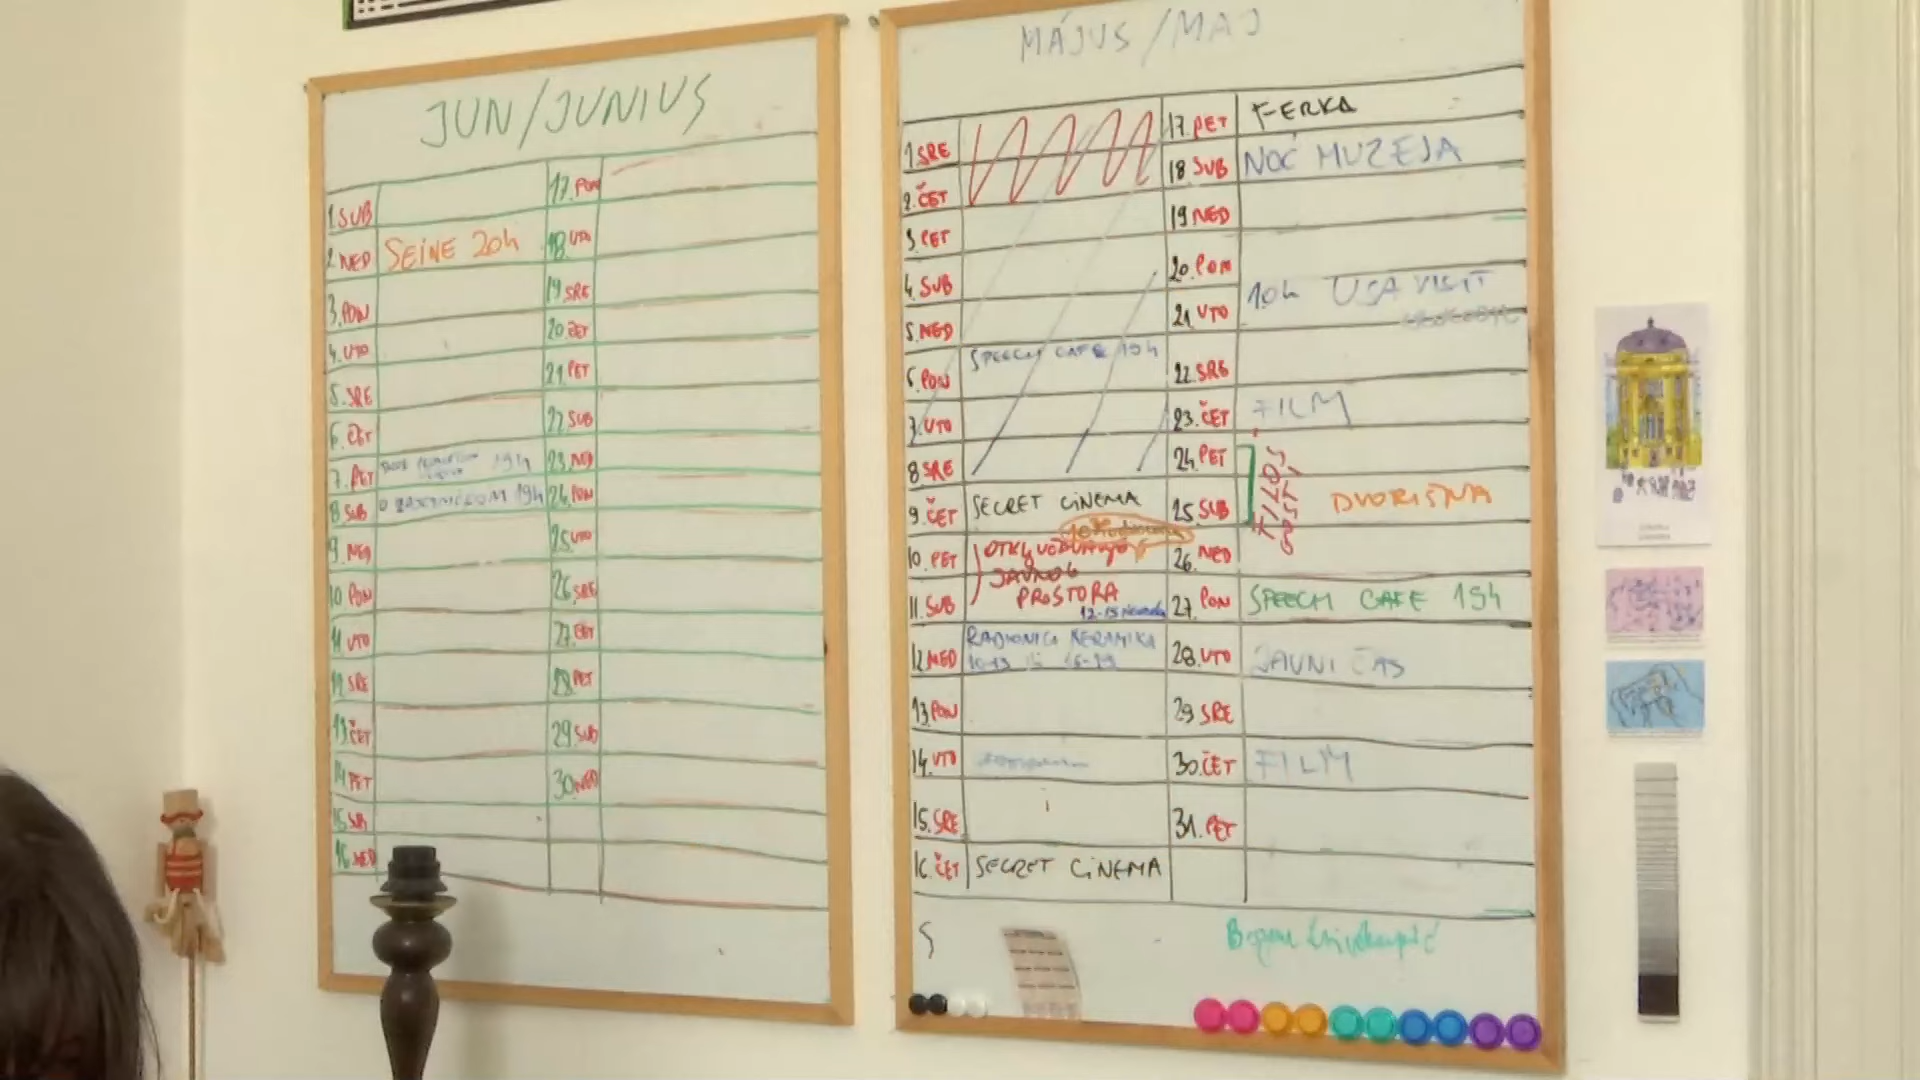 JUN/JUNIUS
1 SUB
2 NED SEINE 20h
3. PON
4. UTO
5. SRE
6. ČET
7. PET 19h
8 SUB 19h
9. NED
10 PON
11 UTO
12 SRE
13. ČET
14 PET
15 SUB
16. NED
17. PON
18. UTO
19 SRE
20 ČET
21. PET
22 SUB
23. NED
24. PON
25 UTO
26 SRE
27. ČET
28. PET
29. SUB
30. NED
MÁJUS/MAJ
1 SRE
2. ČET
3. PET
4. SUB
5. NED
6. PON SPEECH CAFE 19h
7. UTO
8 SRE
9. ČET SECRET CINEMA
10. PET OTKLJUČAVANJE
JAVNOG
11. SUB PROSTORA
12-15
12 NED RADIONICA KERAMIKA
13 PON
14. UTO
15. SRE
16. ČET SECRET CINEMA
17. PET FERKA
18 SUB NOĆ MUZEJA
19 NED
20. PON
10h USA VISIT
21. UTO
22. SRE
23. ČET FILM
24. PET
TILOS
GOSTI
25. SUB DVORIŠNA
26. NED
27. PON SPEECH CAFE 19h
28. UTO JAVNI ČAS
29 SRE
30. ČET FILM
31. PET